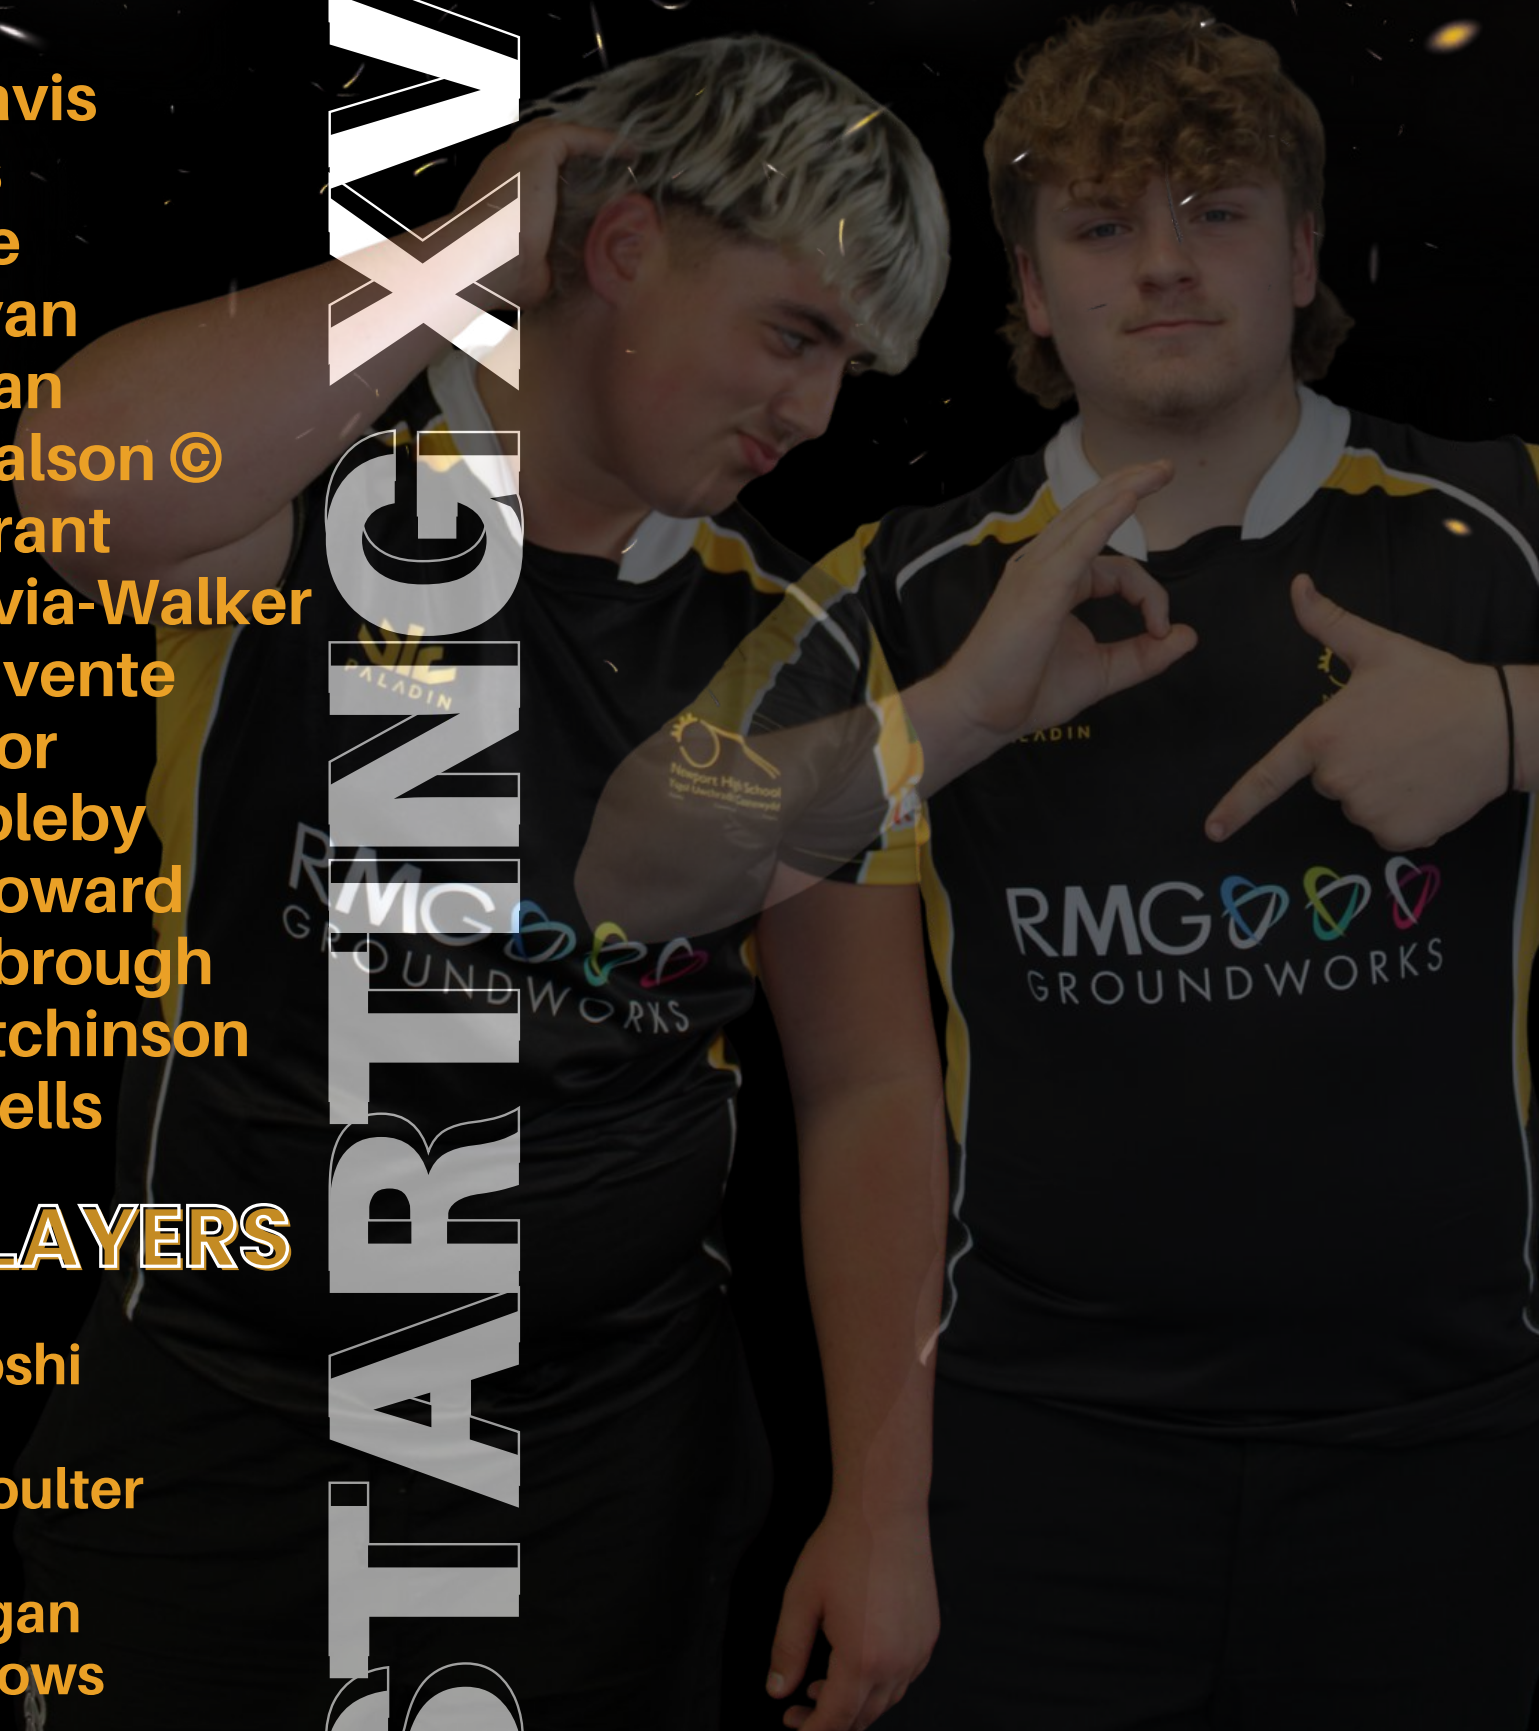 avis
e
yan
an
alson ©
rant
via-Walker
vente
or
pleby
oward
brough
tchinson
ells
LAYERS
oshi
oulter
gan
ows
STARTING XV
PALADIN
Newport High School
RMG
GROUNDWORKS
LADIN
RMG
GROUNDWORKS